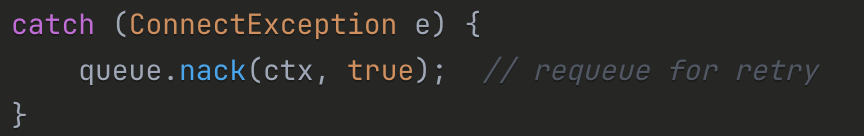 catch (ConnectException e) {
    queue.nack(ctx, true);  // requeue for retry
}